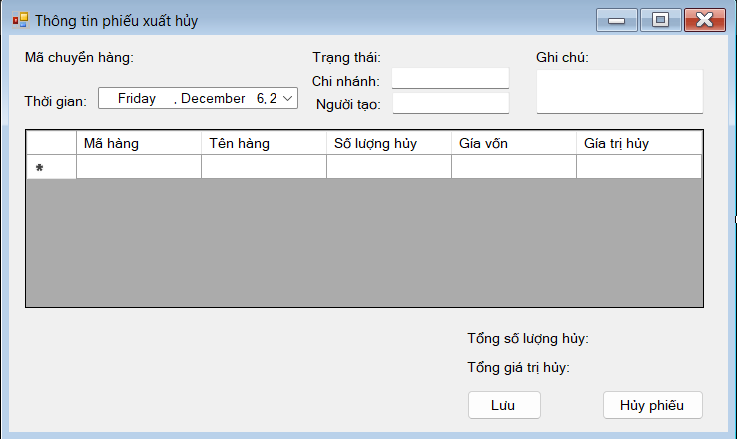 Thông tin phiếu xuất hủy
Mã chuyển hàng:
Trạng thái:
Ghi chú:
Chi nhánh:
Thời gian:
Friday , December 6, 2
Người tạo:
Mã hàng Tên hàng Số lượng hủy Gía vốn Gía trị hủy
*
Tổng số lượng hủy:
Tổng giá trị hủy:
Lưu
Hủy phiếu